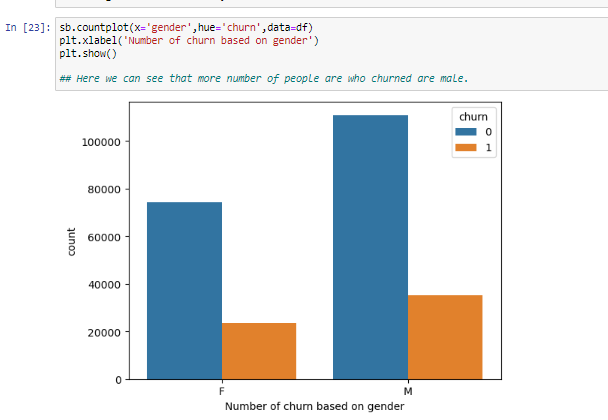 In [23]: sb.countplot(x='gender',hue='churn',data=df)
plt.xlabel('Number of churn based on gender')
plt.show()
## Here we can see that more number of people are who churned are male.
churn
0
1
100000
80000
60000
40000
20000
0
count
F M
Number of churn based on gender